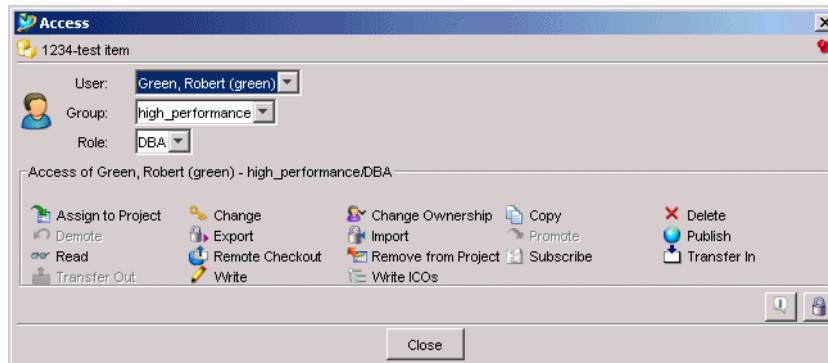 Access
1234-test item
User: Green, Robert (green)
Group: high_performance
Role: DBA
Access of Green, Robert (green) - high_performance/DBA
Assign to Project Change Change Ownership Copy Delete
Demote Export Import Promote Publish
Read Remote Checkout Remove from Project Subscribe Transfer In
Transfer Out Write Write ICOs
Close